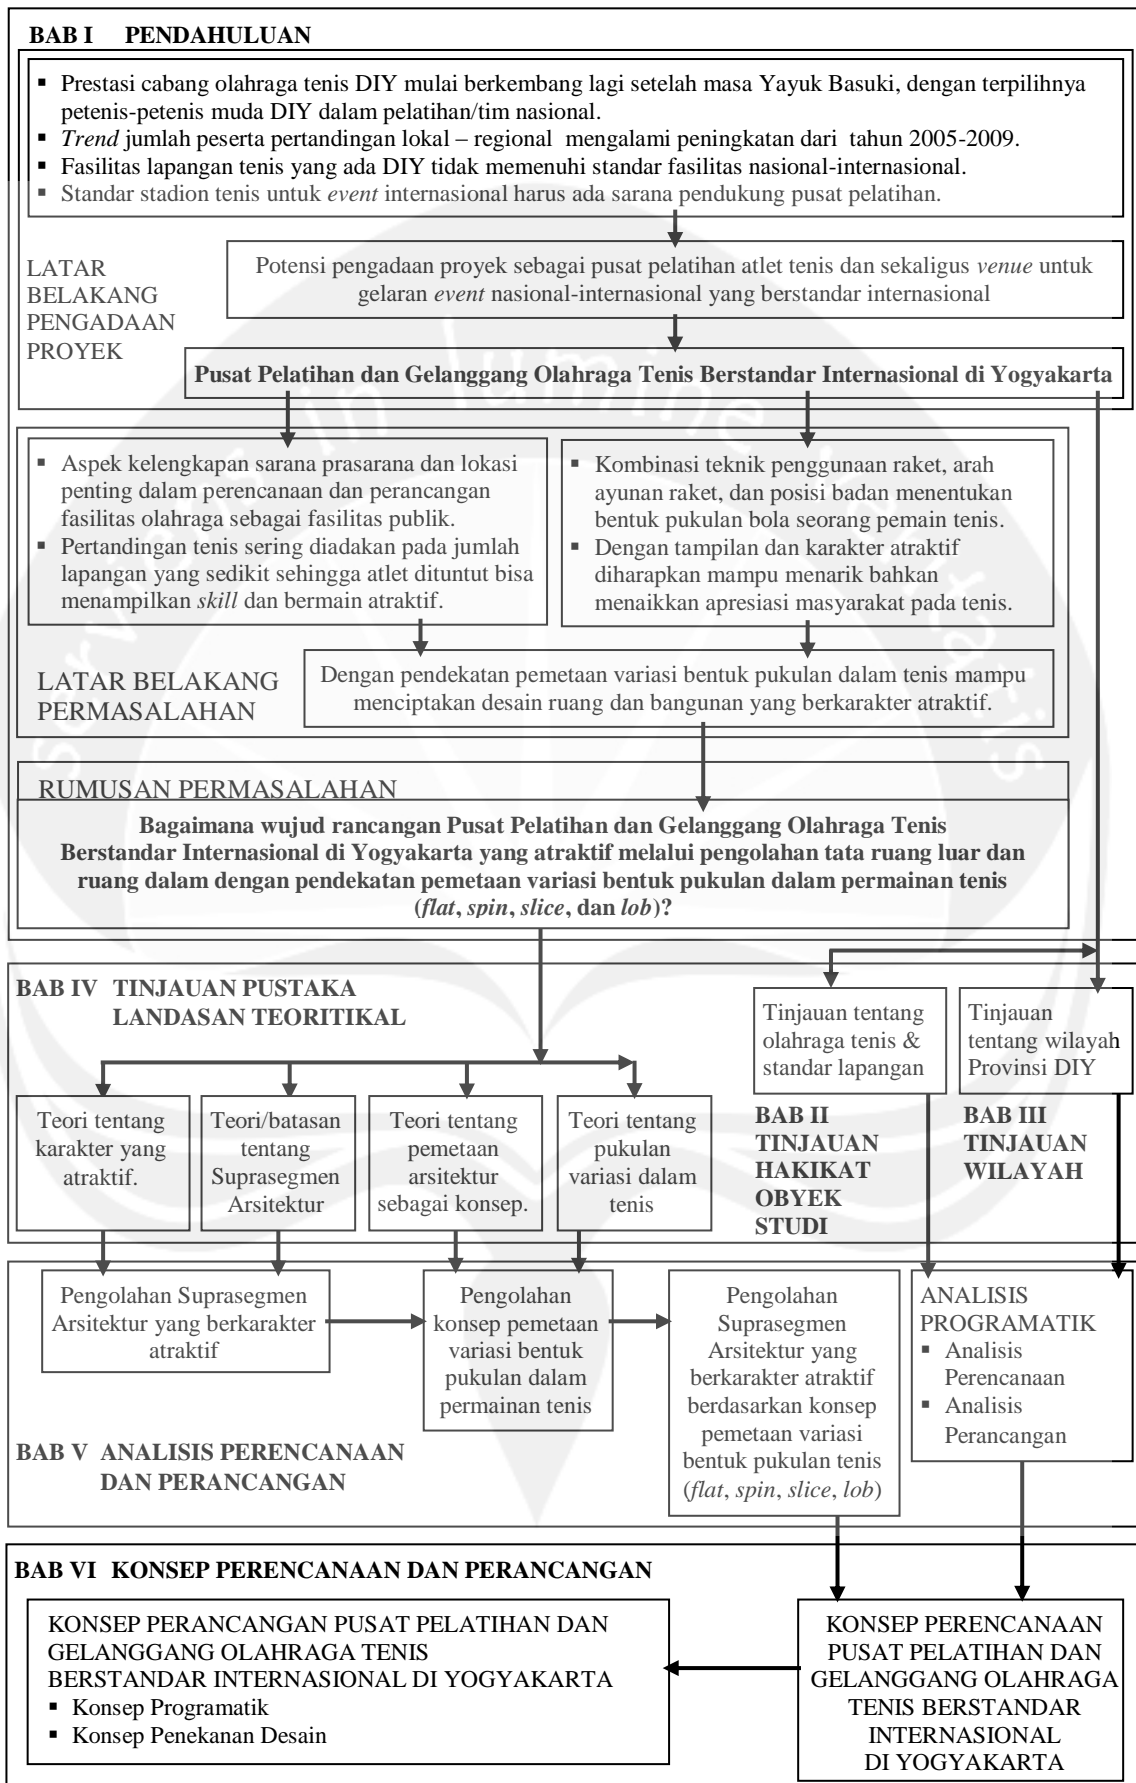 BAB I PENDAHULUAN
▪ Prestasi cabang olahraga tenis DIY mulai berkembang lagi setelah masa Yayuk Basuki, dengan terpilihnya
petenis-petenis muda DIY dalam pelatihan/tim nasional.
▪ Trend jumlah peserta pertandingan lokal – regional mengalami peningkatan dari tahun 2005-2009.
▪ Fasilitas lapangan tenis yang ada DIY tidak memenuhi standar fasilitas nasional-internasional.
▪ Standar stadion tenis untuk event internasional harus ada sarana pendukung pusat pelatihan.
LATAR
BELAKANG
PENGADAAN
PROYEK
Potensi pengadaan proyek sebagai pusat pelatihan atlet tenis dan sekaligus venue untuk
gelaran event nasional-internasional yang berstandar internasional
Pusat Pelatihan dan Gelanggang Olahraga Tenis Berstandar Internasional di Yogyakarta
▪ Aspek kelengkapan sarana prasarana dan lokasi
penting dalam perencanaan dan perancangan
fasilitas olahraga sebagai fasilitas publik.
▪ Pertandingan tenis sering diadakan pada jumlah
lapangan yang sedikit sehingga atlet dituntut bisa
menampilkan skill dan bermain atraktif.
▪ Kombinasi teknik penggunaan raket, arah
ayunan raket, dan posisi badan menentukan
bentuk pukulan bola seorang pemain tenis.
▪ Dengan tampilan dan karakter atraktif
diharapkan mampu menarik bahkan
menaikkan apresiasi masyarakat pada tenis.
LATAR BELAKANG
PERMASALAHAN
Dengan pendekatan pemetaan variasi bentuk pukulan dalam tenis mampu
menciptakan desain ruang dan bangunan yang berkarakter atraktif.
RUMUSAN PERMASALAHAN
Bagaimana wujud rancangan Pusat Pelatihan dan Gelanggang Olahraga Tenis
Berstandar Internasional di Yogyakarta yang atraktif melalui pengolahan tata ruang luar dan
ruang dalam dengan pendekatan pemetaan variasi bentuk pukulan dalam permainan tenis
(flat, spin, slice, dan lob)?
BAB IV TINJAUAN PUSTAKA
LANDASAN TEORITIKAL
Tinjauan tentang
olahraga tenis &
standar lapangan
Tinjauan
tentang wilayah
Provinsi DIY
BAB II
TINJAUAN
HAKIKAT
OBYEK
STUDI
BAB III
TINJAUAN
WILAYAH
Teori tentang
karakter yang
atraktif.
Teori/batasan
tentang
Suprasegmen
Arsitektur
Teori tentang
pemetaan
arsitektur
sebagai konsep.
Teori tentang
pukulan
variasi dalam
tenis
Pengolahan Suprasegmen
Arsitektur yang berkarakter
atraktif
Pengolahan
konsep pemetaan
variasi bentuk
pukulan dalam
permainan tenis
Pengolahan
Suprasegmen
Arsitektur yang
berkarakter atraktif
berdasarkan konsep
pemetaan variasi
bentuk pukulan tenis
(flat, spin, slice, lob)
ANALISIS
PROGRAMATIK
▪ Analisis
Perencanaan
▪ Analisis
Perancangan
BAB V ANALISIS PERENCANAAN
DAN PERANCANGAN
BAB VI KONSEP PERENCANAAN DAN PERANCANGAN
KONSEP PERANCANGAN PUSAT PELATIHAN DAN
GELANGGANG OLAHRAGA TENIS
BERSTANDAR INTERNASIONAL DI YOGYAKARTA
▪ Konsep Programatik
▪ Konsep Penekanan Desain
KONSEP PERENCANAAN
PUSAT PELATIHAN DAN
GELANGGANG OLAHRAGA
TENIS BERSTANDAR
INTERNASIONAL
DI YOGYAKARTA
serviens in lumine veritatis